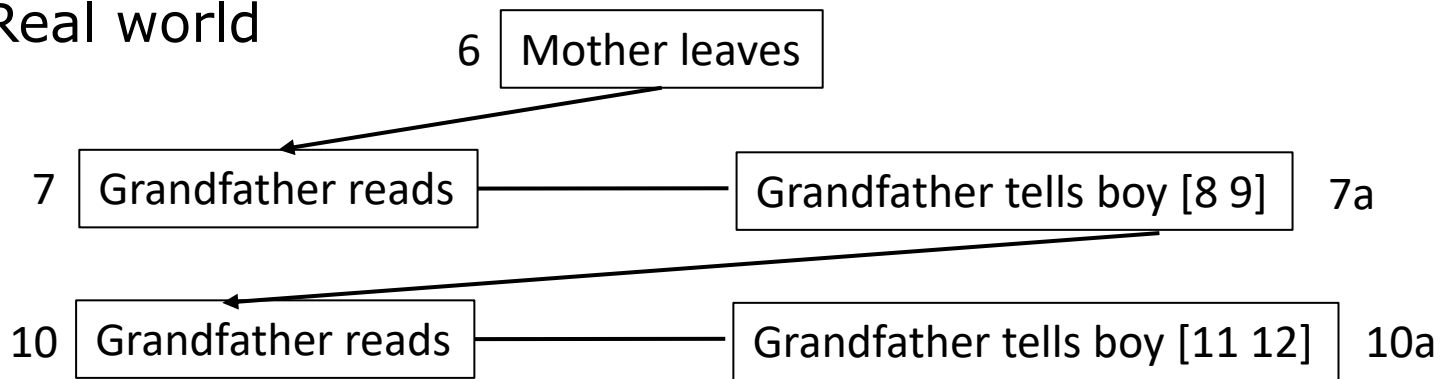 Real world
6 Mother leaves
7 Grandfather reads Grandfather tells boy [8 9] 7a
10 Grandfather reads Grandfather tells boy [11 12] 10a